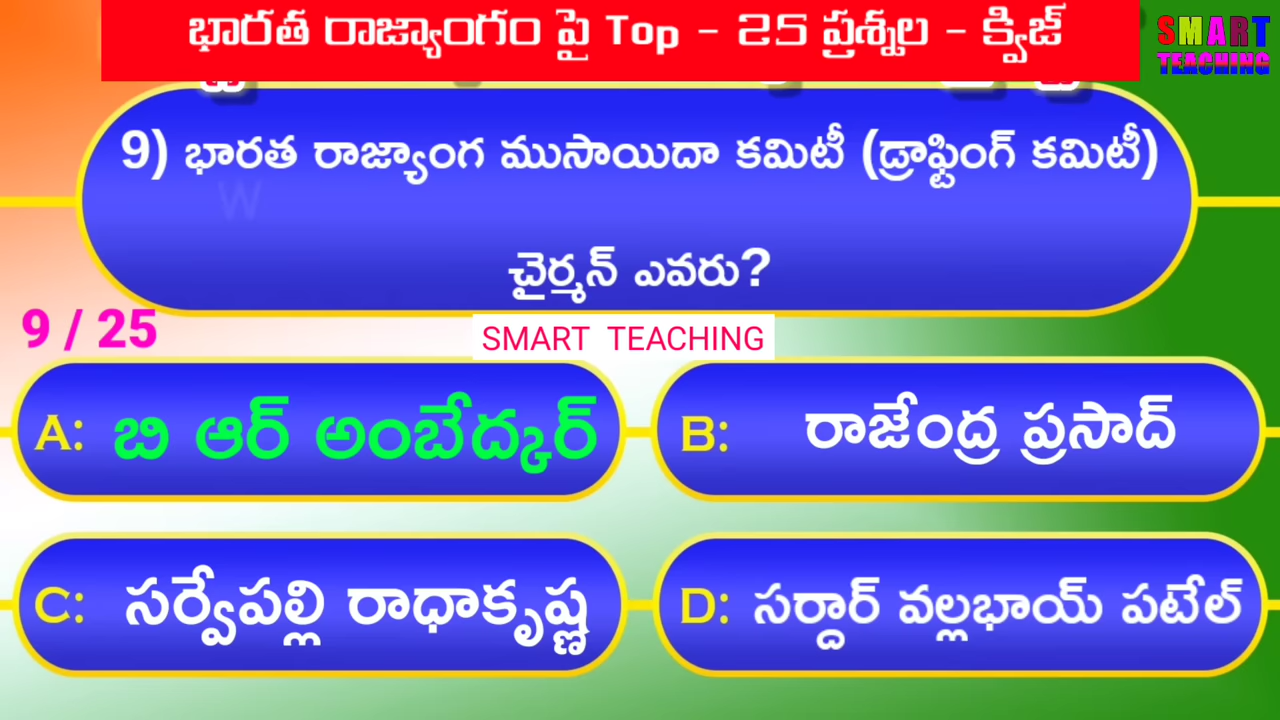 భారత రాజ్యాంగం పై Top - 25 ప్రశ్నల - క్విజ్
SMART
TEACHING
9) భారత రాజ్యాంగ ముసాయిదా కమిటీ (డ్రాఫ్టింగ్ కమిటీ)
చైర్మన్ ఎవరు?
9 / 25
SMART TEACHING
A: బి ఆర్ అంబేద్కర్
B: రాజేంద్ర ప్రసాద్
C: సర్వేపల్లి రాధాకృష్ణ
D: సర్దార్ వల్లభాయ్ పటేల్